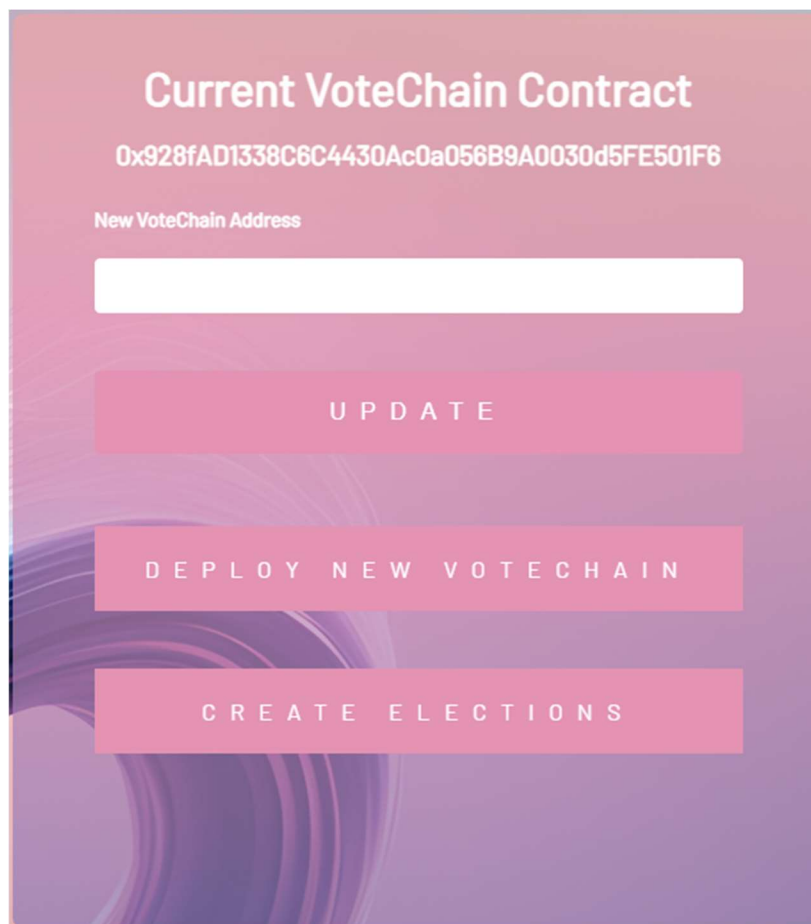 Current VoteChain Contract
0x928fAD1338C6C4430Ac0a056B9A0030d5FE501F6
New VoteChain Address
UPDATE
DEPLOY NEW VOTECHAIN
CREATE ELECTIONS